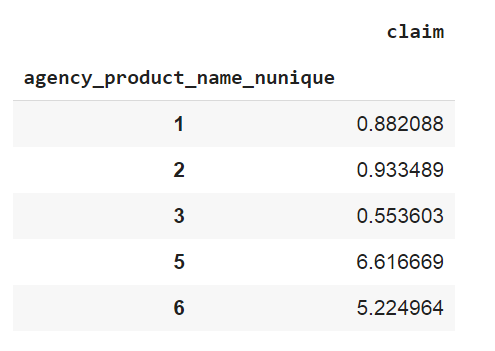 claim
agency_product_name_nunique
1 0.882088
2 0.933489
3 0.553603
5 6.616669
6 5.224964